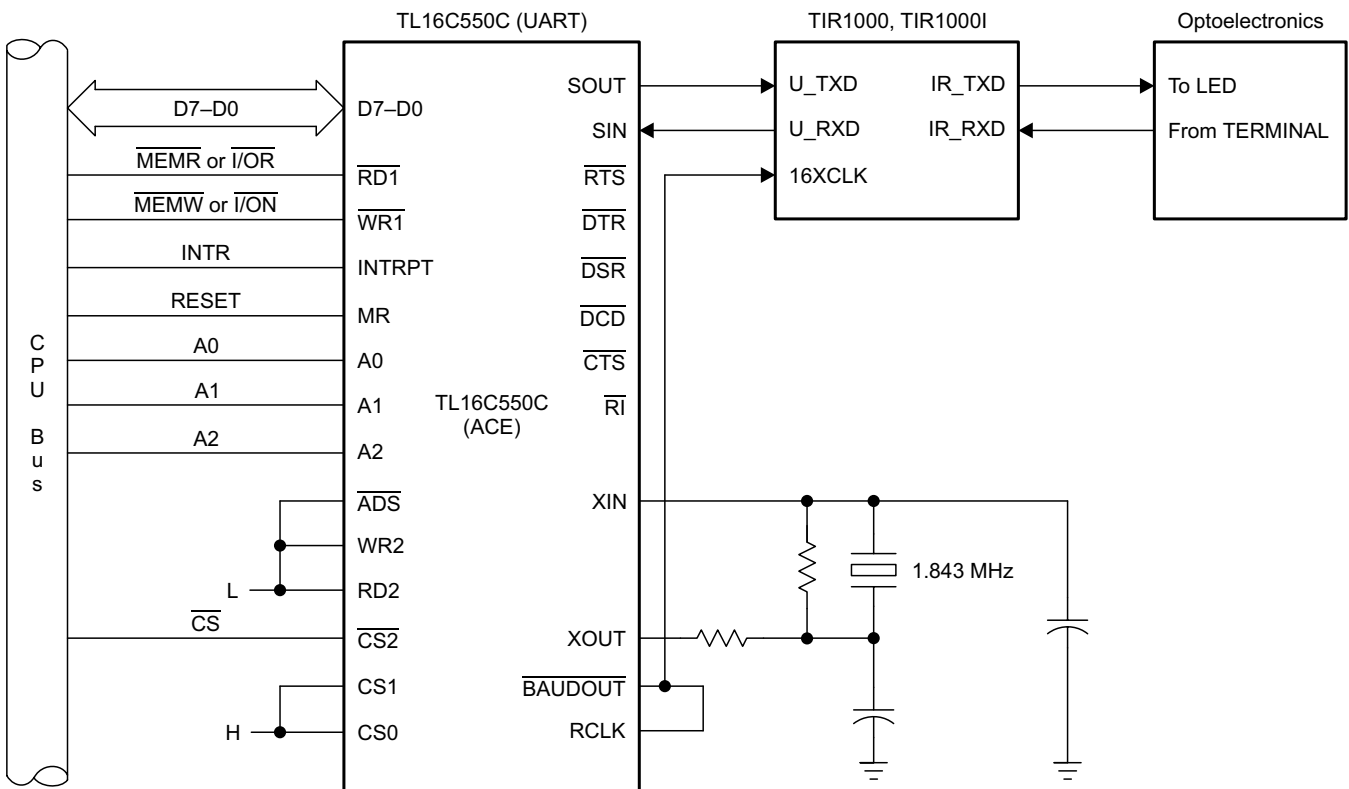 TL16C550C (UART)
TIR1000, TIR1000I
Optoelectronics
SOUT
U_TXD
IR_TXD
To LED
D7–D0
D7–D0
SIN
U_RXD
IR_RXD
From TERMINAL
MEMR or I/OR
RD1
RTS
16XCLK
MEMW or I/ON
WR1
DTR
INTR
INTRPT
DSR
RESET
MR
DCD
CPU Bus
A0
A0
CTS
A1
A1
TL16C550C
(ACE)
RI
A2
A2
ADS
XIN
WR2
1.843 MHz
L
RD2
CS
CS2
XOUT
CS1
BAUDOUT
H
CS0
RCLK